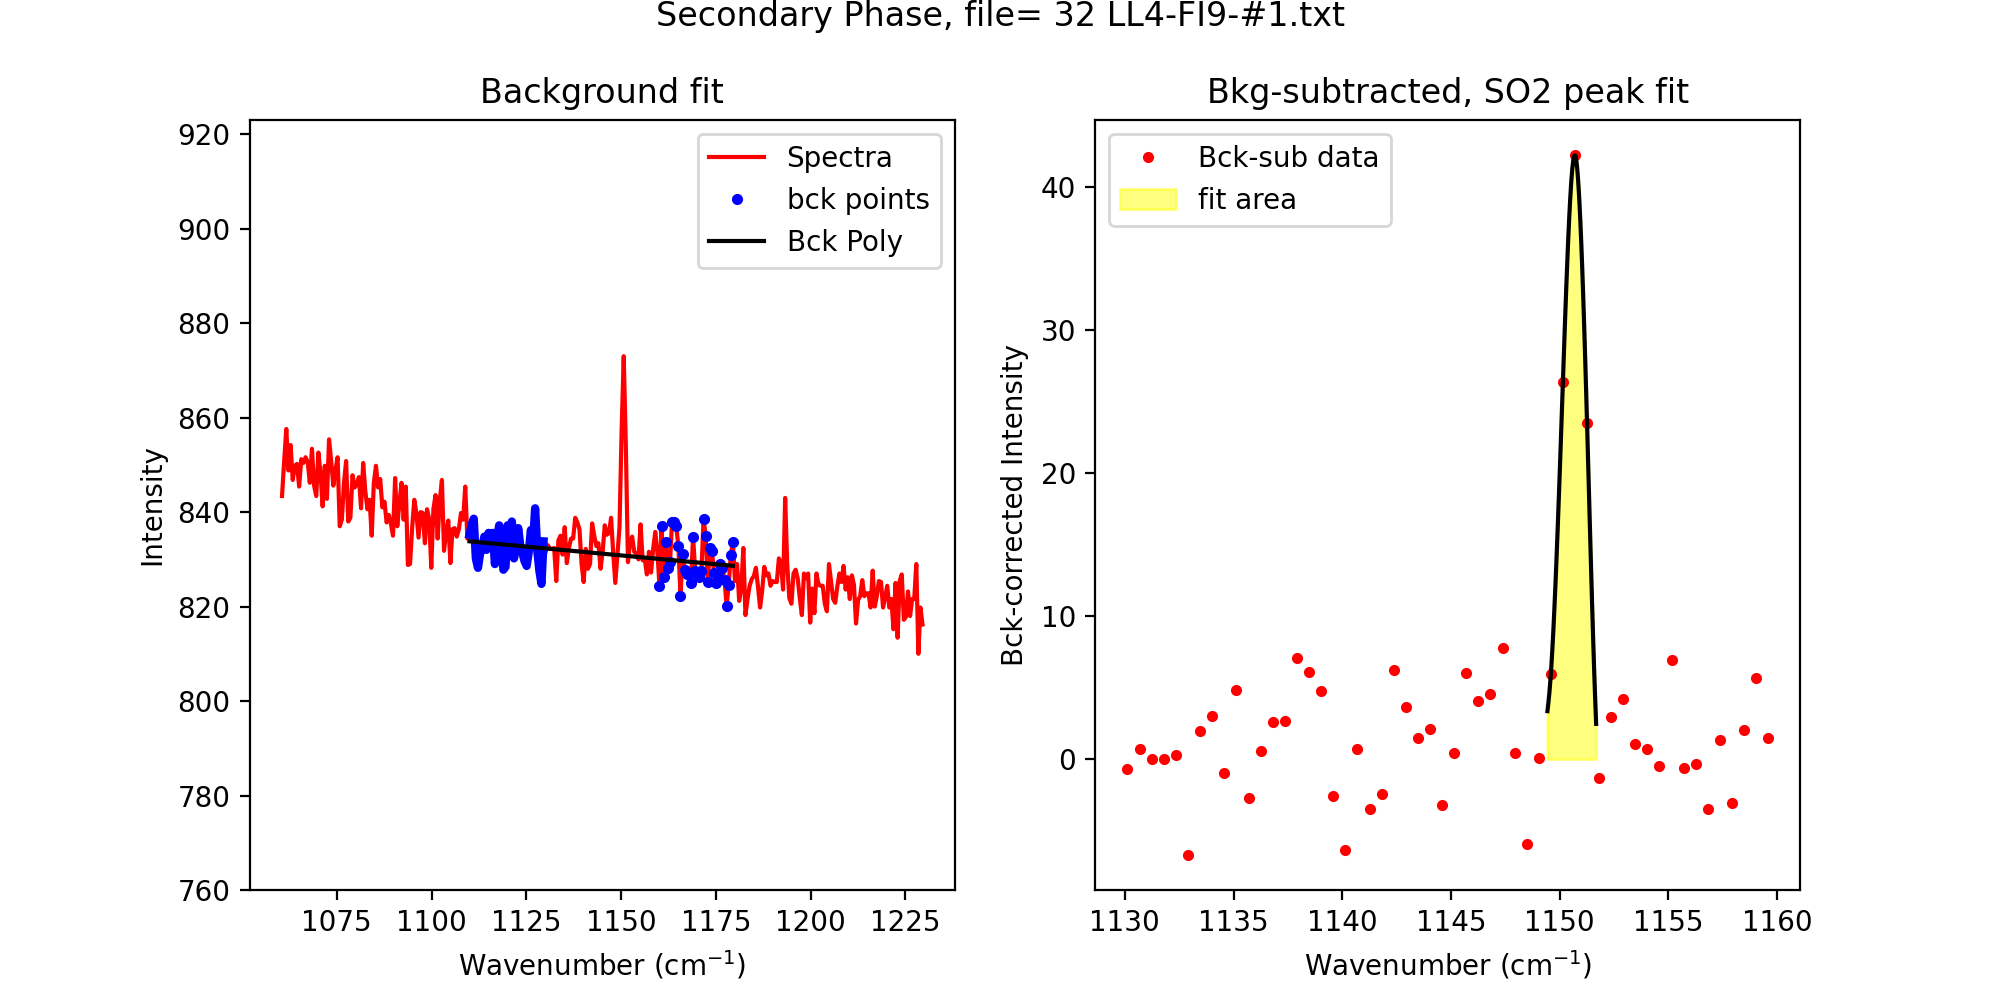 Secondary Phase, file= 32 LL4-FI9-#1.txt
Background fit
920
900
880
860
840
820
800
780
760
Intensity
Spectra
bck points
Bck Poly
1075 1100 1125 1150 1175 1200 1225
Wavenumber (cm⁻¹)
Bkg-subtracted, SO2 peak fit
40
30
20
10
0
Bck-corrected Intensity
Bck-sub data
fit area
1130 1135 1140 1145 1150 1155 1160
Wavenumber (cm⁻¹)